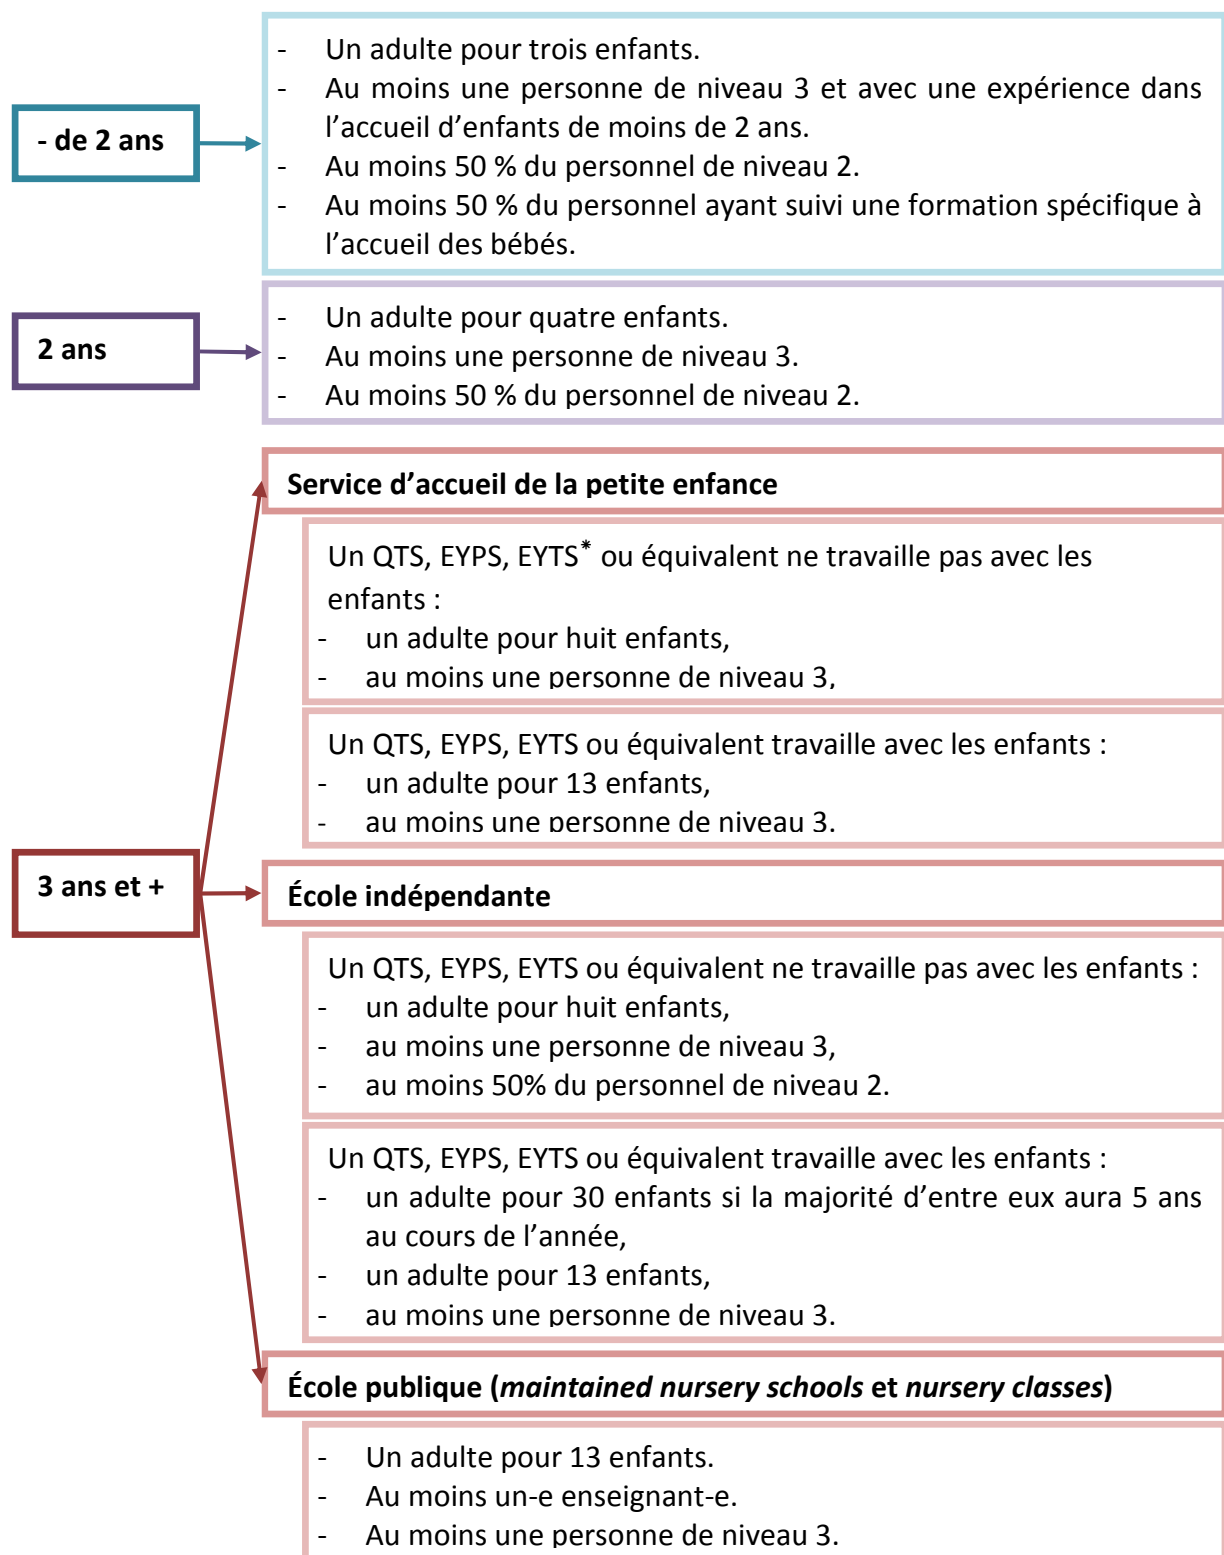 - de 2 ans
- Un adulte pour trois enfants.
- Au moins une personne de niveau 3 et avec une expérience dans
l’accueil d’enfants de moins de 2 ans.
- Au moins 50 % du personnel de niveau 2.
- Au moins 50 % du personnel ayant suivi une formation spécifique à
l’accueil des bébés.
2 ans
- Un adulte pour quatre enfants.
- Au moins une personne de niveau 3.
- Au moins 50 % du personnel de niveau 2.
3 ans et +
Service d’accueil de la petite enfance
Un QTS, EYPS, EYTS* ou équivalent ne travaille pas avec les
enfants :
- un adulte pour huit enfants,
- au moins une personne de niveau 3,
Un QTS, EYPS, EYTS ou équivalent travaille avec les enfants :
- un adulte pour 13 enfants,
- au moins une personne de niveau 3.
École indépendante
Un QTS, EYPS, EYTS ou équivalent ne travaille pas avec les enfants :
- un adulte pour huit enfants,
- au moins une personne de niveau 3,
- au moins 50% du personnel de niveau 2.
Un QTS, EYPS, EYTS ou équivalent travaille avec les enfants :
- un adulte pour 30 enfants si la majorité d’entre eux aura 5 ans
au cours de l’année,
- un adulte pour 13 enfants,
- au moins une personne de niveau 3.
École publique (maintained nursery schools et nursery classes)
- Un adulte pour 13 enfants.
- Au moins un-e enseignant-e.
- Au moins une personne de niveau 3.